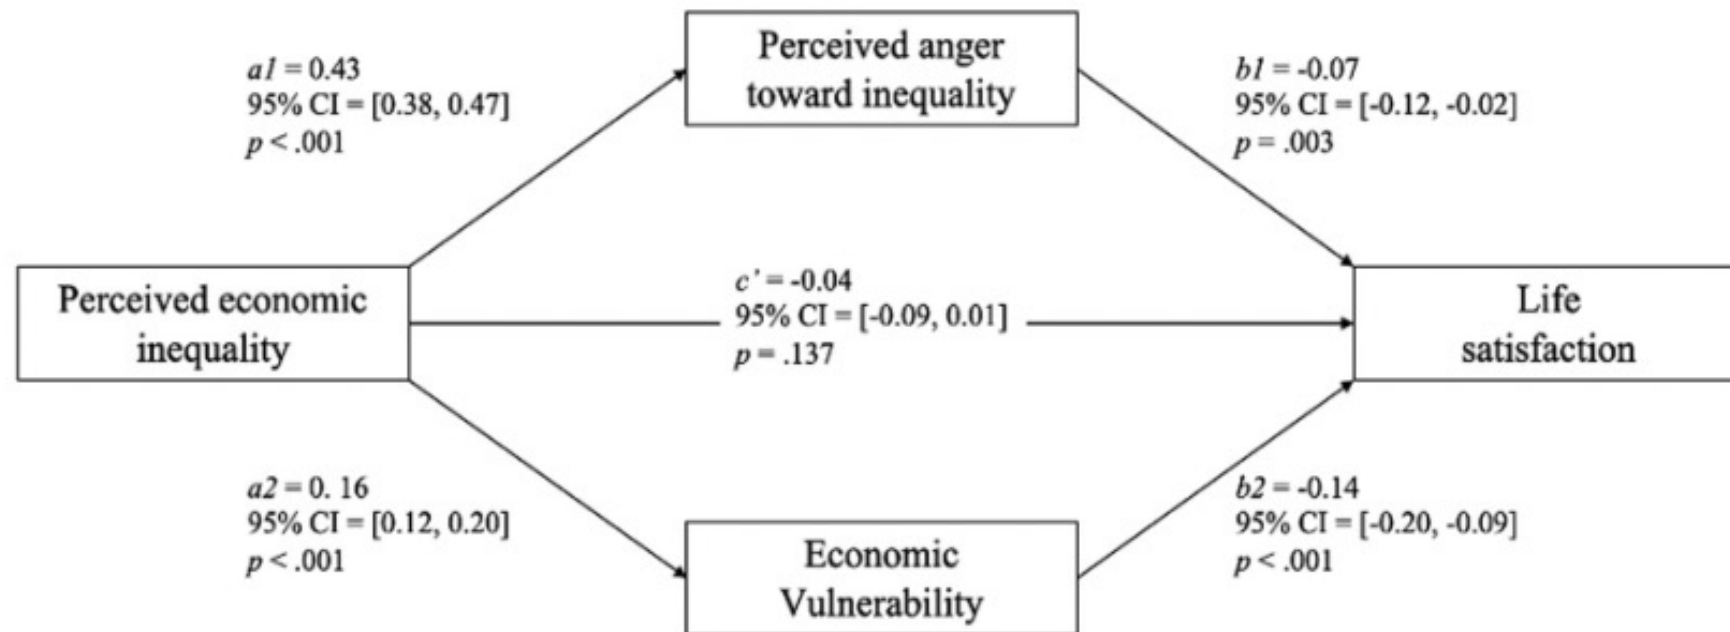 Perceived anger
toward inequality
a1 = 0.43
95% CI = [0.38, 0.47]
p < .001
b1 = -0.07
95% CI = [-0.12, -0.02]
p = .003
Perceived economic
inequality
c' = -0.04
95% CI = [-0.09, 0.01]
p = .137
Life
satisfaction
a2 = 0. 16
95% CI = [0.12, 0.20]
p < .001
b2 = -0.14
95% CI = [-0.20, -0.09]
p < .001
Economic
Vulnerability